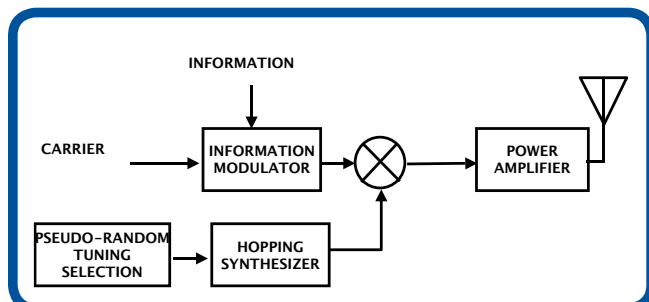 INFORMATION
CARRIER
INFORMATION
MODULATOR
POWER
AMPLIFIER
PSEUDO-RANDOM
TUNING
SELECTION
HOPPING
SYNTHESIZER